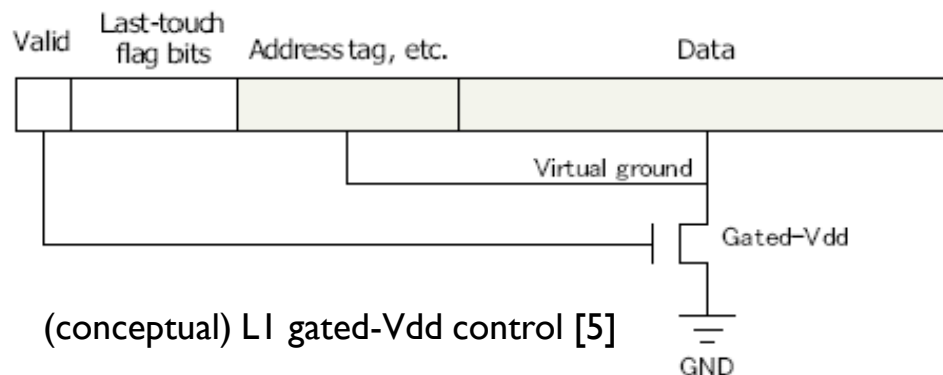 Valid
Last-touch
flag bits
Address tag, etc.
Data
Virtual ground
Gated-Vdd
(conceptual) L1 gated-Vdd control [5]
GND